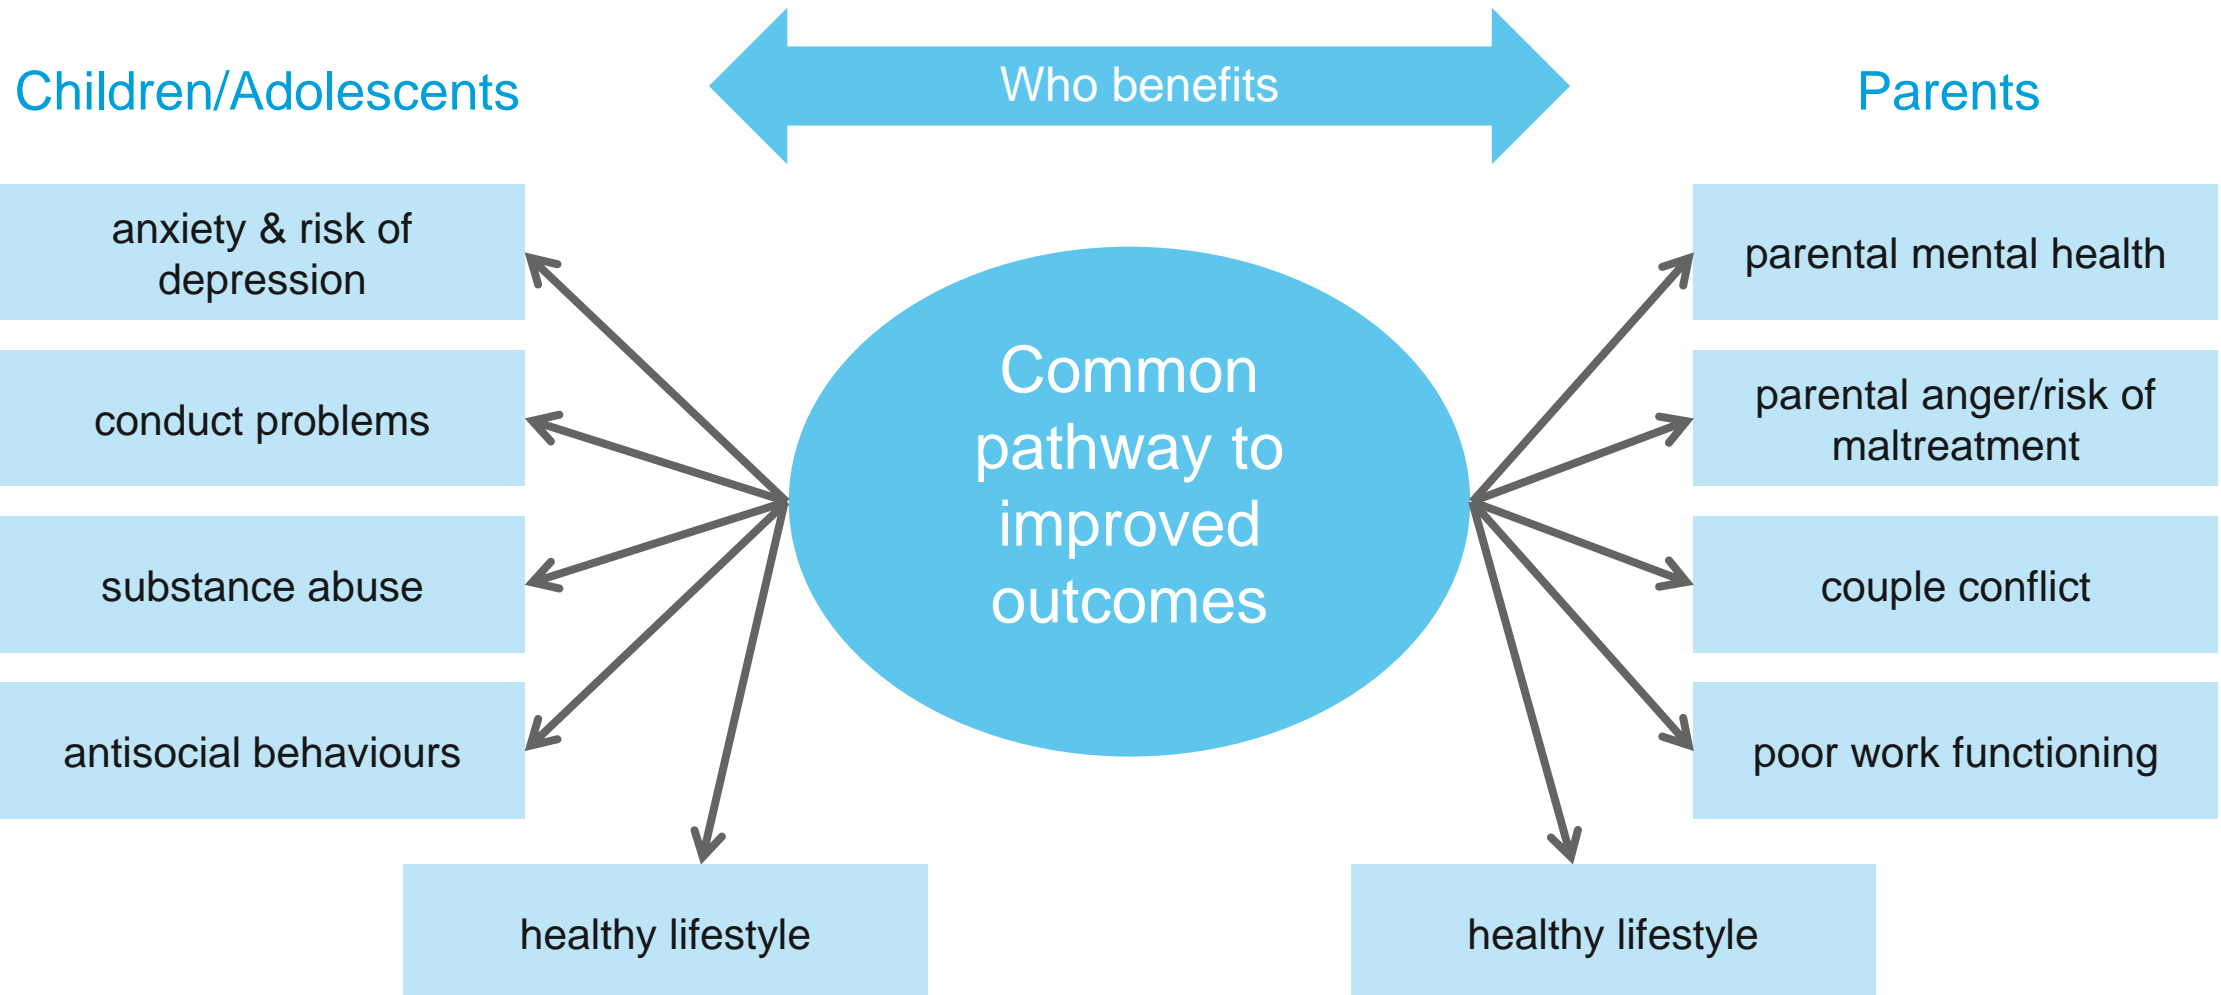 Children/Adolescents
Who benefits
Parents
anxiety & risk of
depression
conduct problems
substance abuse
antisocial behaviours
healthy lifestyle
Common
pathway to
improved
outcomes
parental mental health
parental anger/risk of
maltreatment
couple conflict
poor work functioning
healthy lifestyle